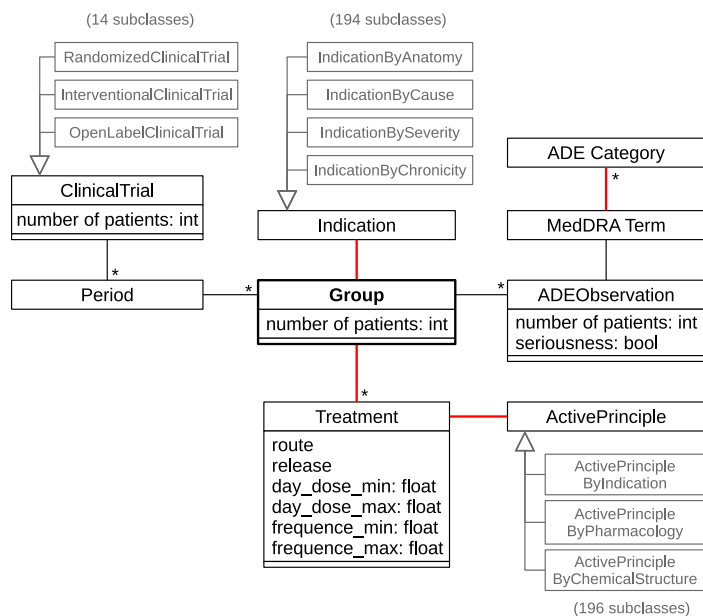 (14 subclasses)
RandomizedClinicalTrial
InterventionalClinicalTrial
OpenLabelClinicalTrial
ClinicalTrial
number of patients: int
*
Period
(194 subclasses)
IndicationByAnatomy
IndicationByCause
IndicationBySeverity
IndicationByChronicity
Indication
*
Group
number of patients: int
*
ADE Category
*
MedDRA Term
*
ADEObservation
number of patients: int
seriousness: bool
Treatment
route
release
day_dose_min: float
day_dose_max: float
frequence_min: float
frequence_max: float
ActivePrinciple
ActivePrinciple
ByIndication
ActivePrinciple
ByPharmacology
ActivePrinciple
ByChemicalStructure
(196 subclasses)